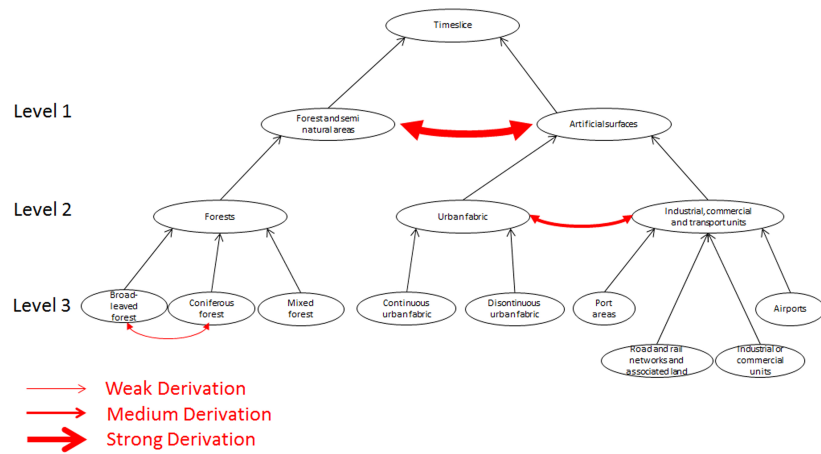 Timeslice
Level 1
Forest and semi
natural areas
Artificial surfaces
Level 2
Forests
Urban fabric
Industrial, commercial
and transport units
Level 3
Broad-
leaved
forest
Coniferous
forest
Mixed
forest
Continuous
urban fabric
Disontinuous
urban fabric
Port
areas
Airports
Road and rail
networks and
associated land
Industrial or
commercial
units
Weak Derivation
Medium Derivation
Strong Derivation